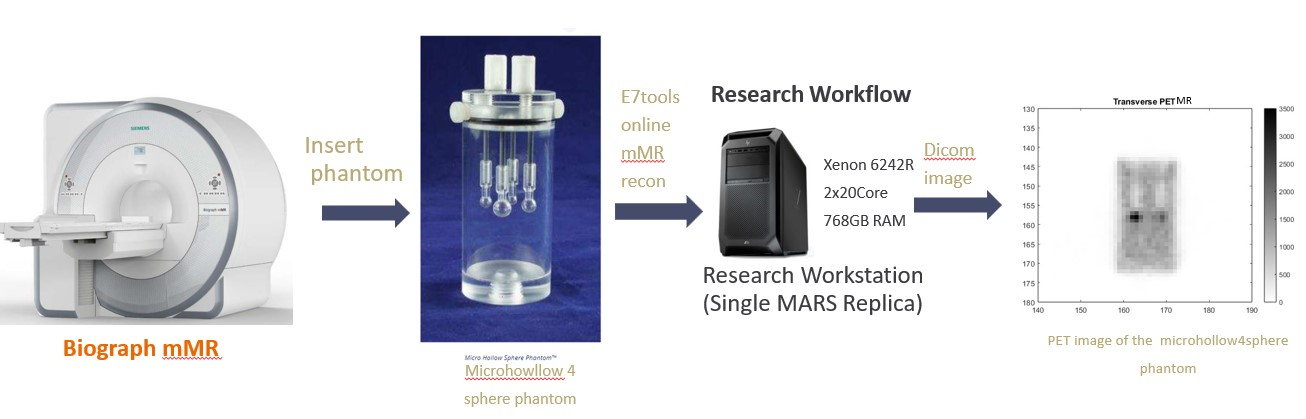 SIEMENS
Biograph mMR
Biograph mMR
Insert
phantom
Micro Hollow Sphere Phantom™
Microhowllow 4
sphere phantom
E7tools
online
mMR
recon
Research Workflow
Xenon 6242R
2x20Core
768GB RAM
Research Workstation
(Single MARS Replica)
Dicom
image
Transverse PETMR
130
135
140
145
150
155
160
165
170
175
180
140
150
160
170
180
190
3500
3000
2500
2000
1500
1000
500
0
PET image of the microhollow4sphere
phantom